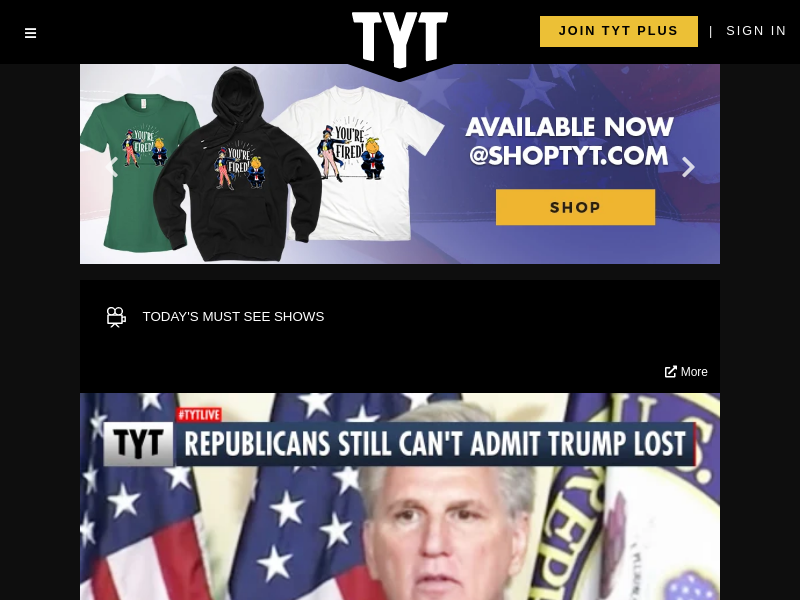 TYT
JOIN TYT PLUS | SIGN IN
YOU'RE FIRED!
YOU'RE FIRED!
YOU'RE FIRED!
AVAILABLE NOW
@SHOPTYT.COM
SHOP
TODAY'S MUST SEE SHOWS
More
#TYTLIVE
TYT REPUBLICANS STILL CAN'T ADMIT TRUMP LOST